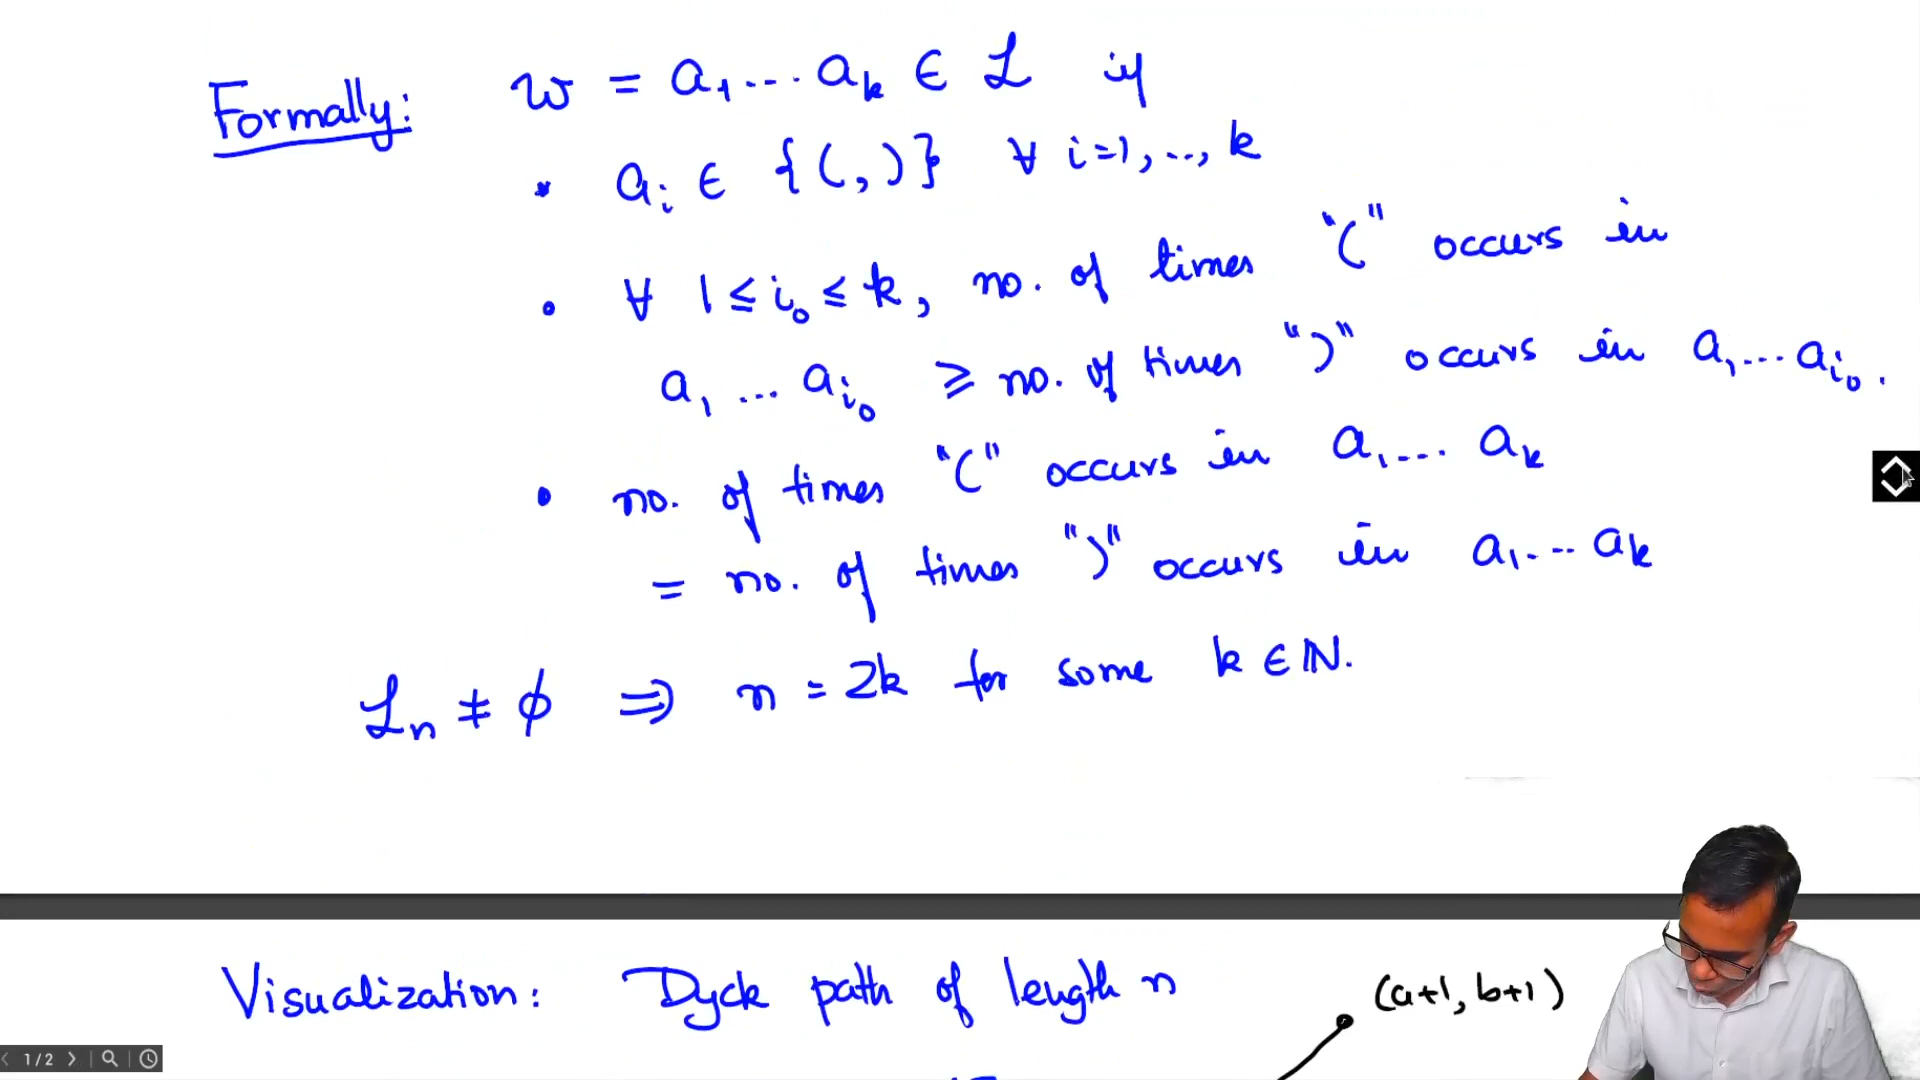 Formally: w = a₁ ... aₖ ∈ ℒ if
• aᵢ ∈ {(,)} ∀ i=1,..,k
• ∀ 1 ≤ i₀ ≤ k, no. of times "(" occurs in
a₁ ... aᵢ₀ ≥ no. of times ")" occurs in a₁ ... aᵢ₀.
• no. of times "(" occurs in a₁ ... aₖ
= no. of times ")" occurs in a₁ ... aₖ
ℒₙ ≠ ϕ ⇒ n = 2k for some k ∈ ℕ.
Visualization: Dyck path of length n
(a+1, b+1)
1/2